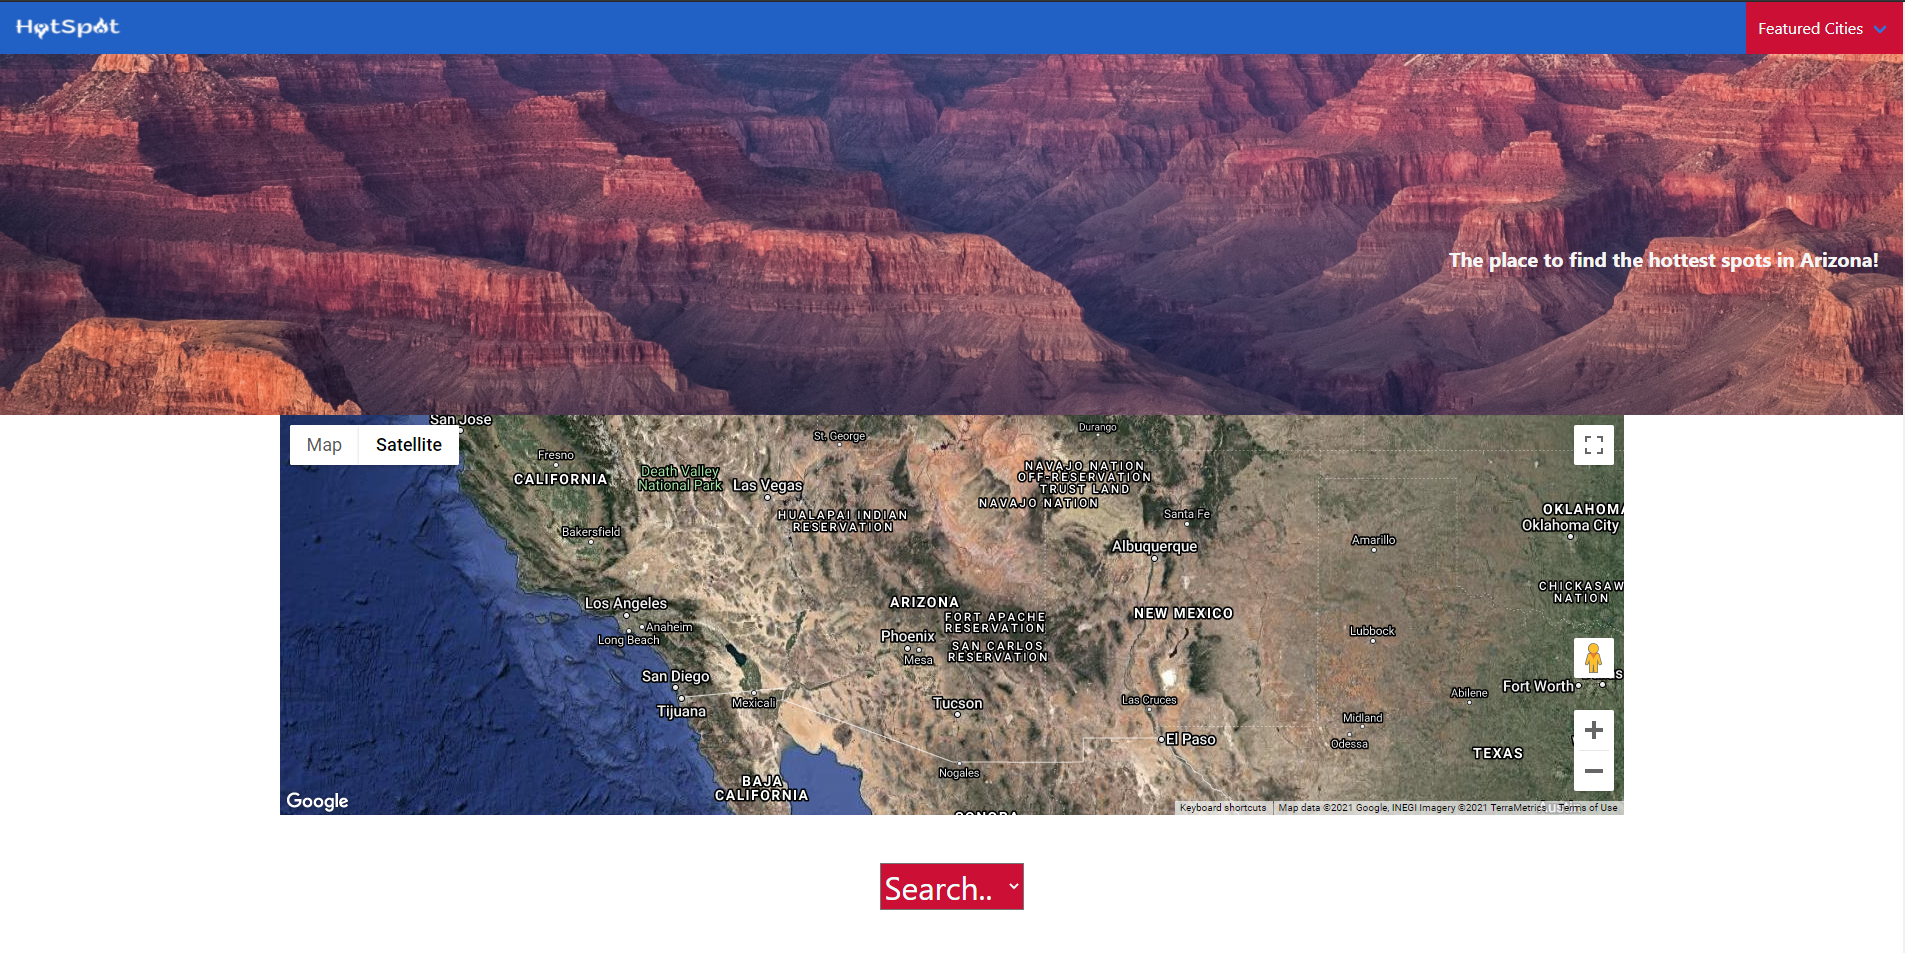 HotSpot
Featured Cities
The place to find the hottest spots in Arizona!
San Jose
Map
Satellite
St. George
Durango
Fresno
CALIFORNIA
Death Valley
National Park
Las Vegas
NAVAJO NATION
OFF-RESERVATION
TRUST LAND
NAVAJO NATION
HUALAPAI INDIAN
RESERVATION
Santa Fe
OKLAHOMA
Oklahoma City
Bakersfield
Albuquerque
Amarillo
CHICKASAW
NATION
Los Angeles
Anaheim
Long Beach
ARIZONA
FORT APACHE
RESERVATION
NEW MEXICO
Phoenix
Mesa
SAN CARLOS
RESERVATION
Lubbock
San Diego
Tijuana
Mexicali
Tucson
Las Cruces
Abilene
Fort Worth
Midland
Odessa
El Paso
TEXAS
Nogales
BAJA
CALIFORNIA
SONORA
Google
Keyboard shortcuts
Map data ©2021 Google, INEGI Imagery ©2021 TerraMetrics
Terms of Use
Search..